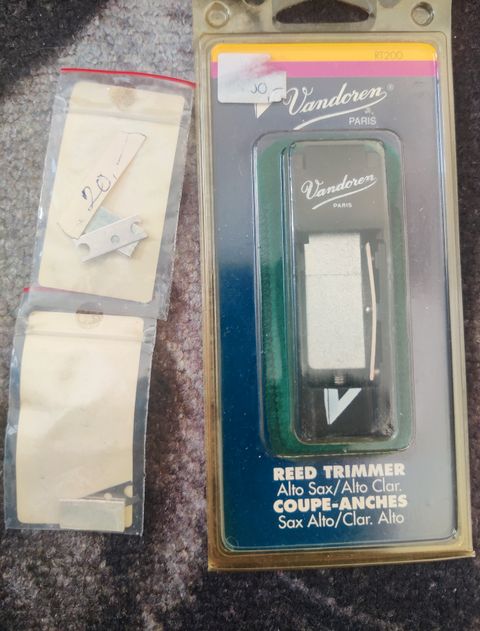 RT200
Vandoren®
PARIS
Vandoren
PARIS
REED TRIMMER
Alto Sax/Alto Clar.
COUPE-ANCHES
Sax Alto/Clar. Alto
20,-